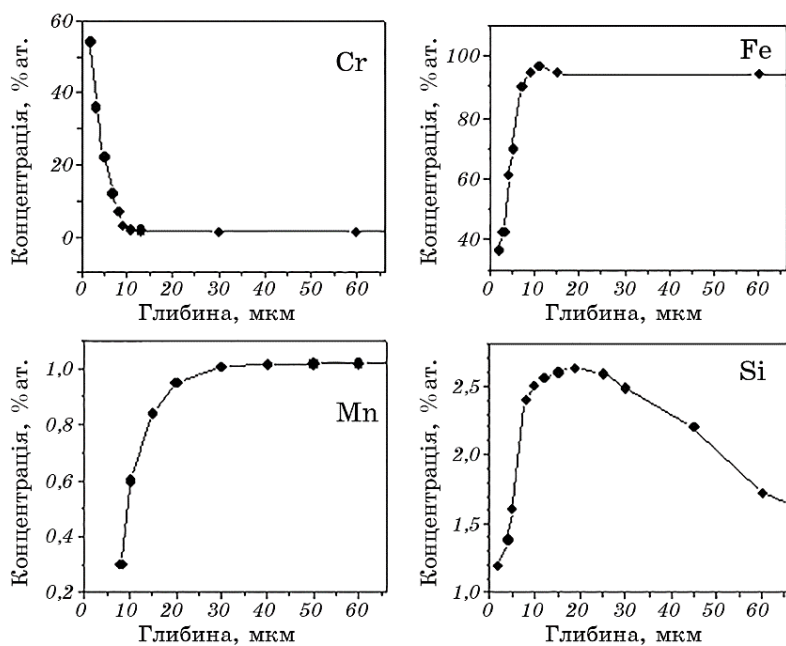 Концентрація, % ат.
60
40
20
0
Cr
0 10 20 30 40 50 60
Глибина, мкм
Концентрація, % ат.
100
80
60
40
Fe
0 10 20 30 40 50 60
Глибина, мкм
Концентрація, % ат.
1,0
0,8
0,6
0,4
0,2
Mn
0 10 20 30 40 50 60
Глибина, мкм
Концентрація, % ат.
2,5
2,0
1,5
1,0
Si
0 10 20 30 40 50 60
Глибина, мкм